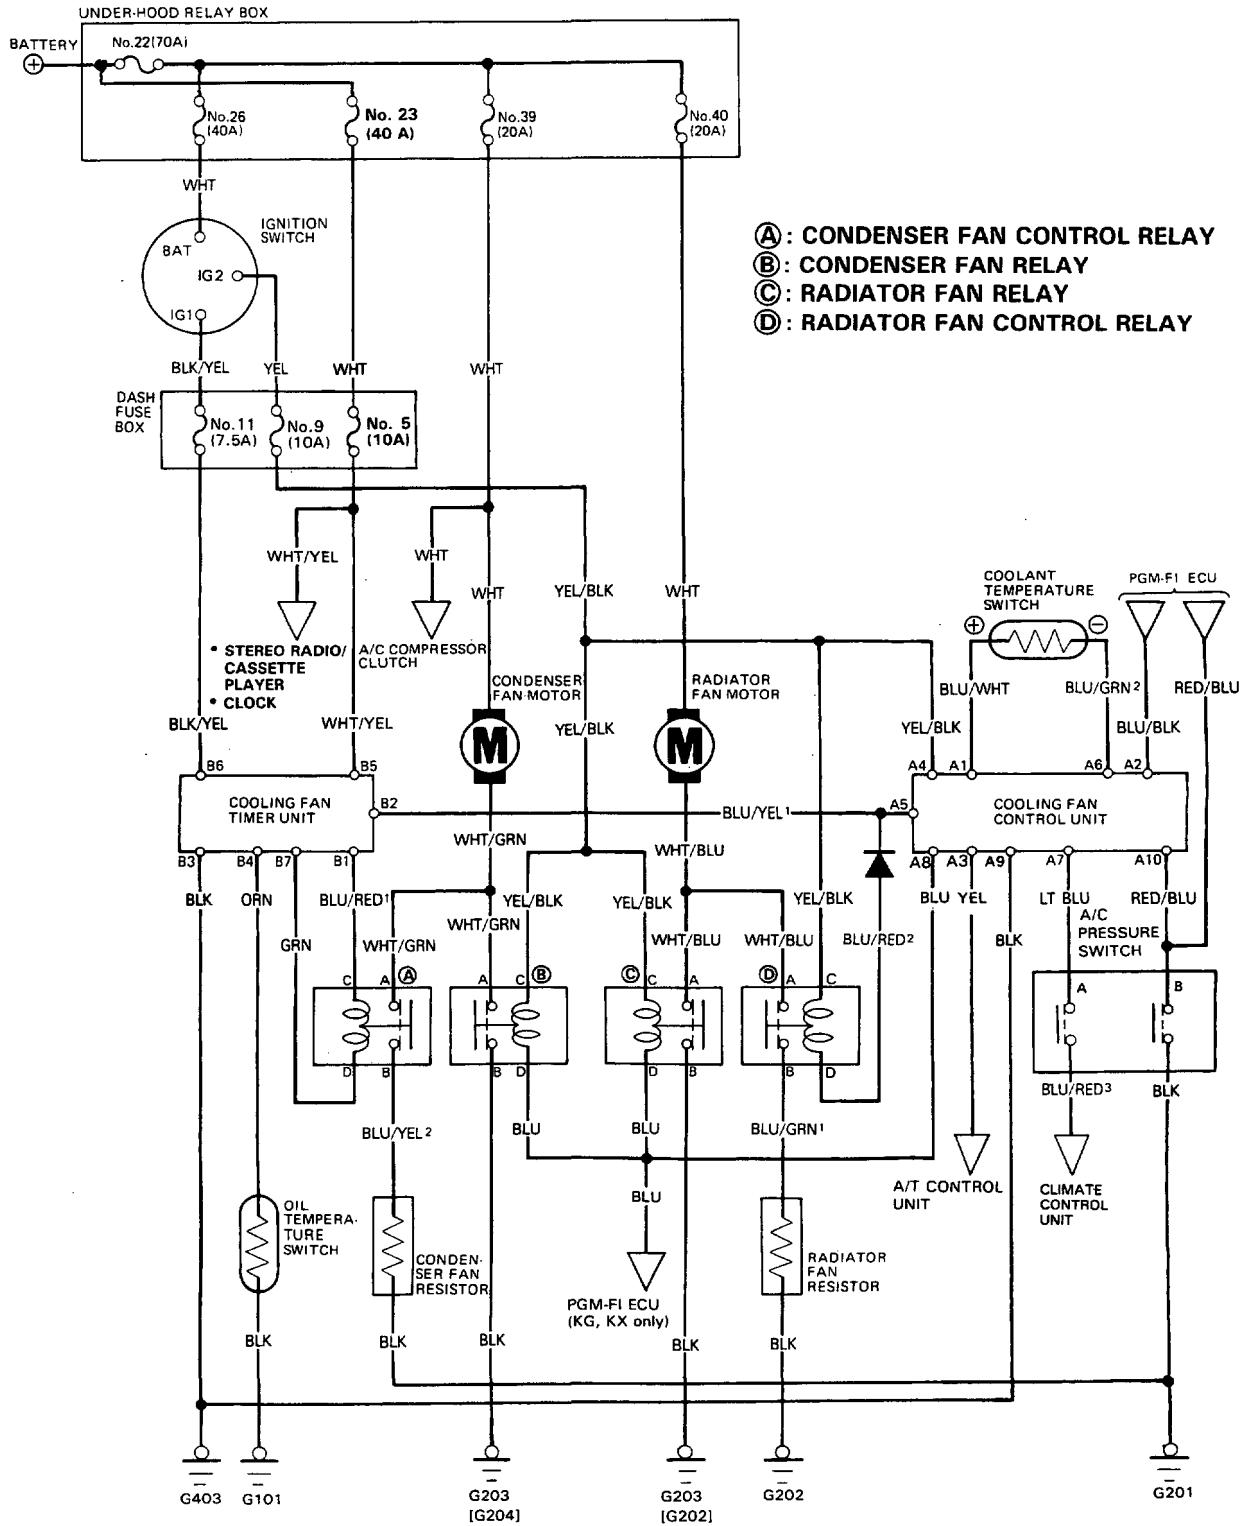 UNDER-HOOD RELAY BOX
BATTERY
No.22(70A)
No.26
(40A)
No. 23
(40 A)
No.39
(20A)
No.40
(20A)
WHT
IGNITION
SWITCH
BAT
IG2
IG1
Ⓐ: CONDENSER FAN CONTROL RELAY
Ⓑ: CONDENSER FAN RELAY
Ⓒ: RADIATOR FAN RELAY
Ⓓ: RADIATOR FAN CONTROL RELAY
BLK/YEL
YEL
WHT
WHT
WHT
DASH
FUSE
BOX
No.11
(7.5A)
No.9
(10A)
No. 5
(10A)
WHT/YEL
WHT
WHT
YEL/BLK
WHT
COOLANT
TEMPERATURE
SWITCH
PGM-FI ECU
+
−
• STEREO RADIO/
CASSETTE
PLAYER
• CLOCK
A/C COMPRESSOR
CLUTCH
CONDENSER
FAN MOTOR
RADIATOR
FAN MOTOR
BLU/WHT
BLU/GRN2
RED/BLU
BLK/YEL
WHT/YEL
YEL/BLK
YEL/BLK
BLU/BLK
M
M
B6
B5
A4
A1
A6
A2
COOLING FAN
TIMER UNIT
B2
BLU/YEL1
A5
COOLING FAN
CONTROL UNIT
WHT/GRN
WHT/BLU
B3
B4
B7
B1
A8
A3
A9
A7
A10
BLK
ORN
BLU/RED1
YEL/BLK
YEL/BLK
YEL/BLK
BLU
YEL
LT BLU
RED/BLU
GRN
WHT/GRN
WHT/GRN
WHT/BLU
WHT/BLU
BLU/RED2
BLK
A/C
PRESSURE
SWITCH
C
A
Ⓐ
A
C
Ⓑ
Ⓒ
C
A
Ⓓ
A
C
A
B
D
B
B
D
D
B
B
D
BLU/RED3
BLK
BLU/YEL2
BLU
BLU
BLU/GRN1
BLU
A/T CONTROL
UNIT
CLIMATE
CONTROL
UNIT
OIL
TEMPERA-
TURE
SWITCH
CONDEN-
SER FAN
RESISTOR
RADIATOR
FAN
RESISTOR
PGM-FI ECU
(KG, KX only)
BLK
BLK
BLK
BLK
BLK
G403
G101
G203
[G204]
G203
[G202]
G202
G201